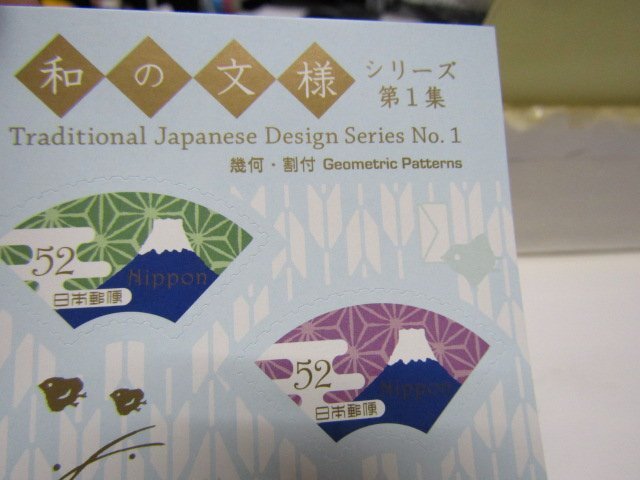 和の文様 シリーズ
第1集
Traditional Japanese Design Series No. 1
幾何・割付 Geometric Patterns
52
Nippon
日本郵便
52
Nippon
日本郵便